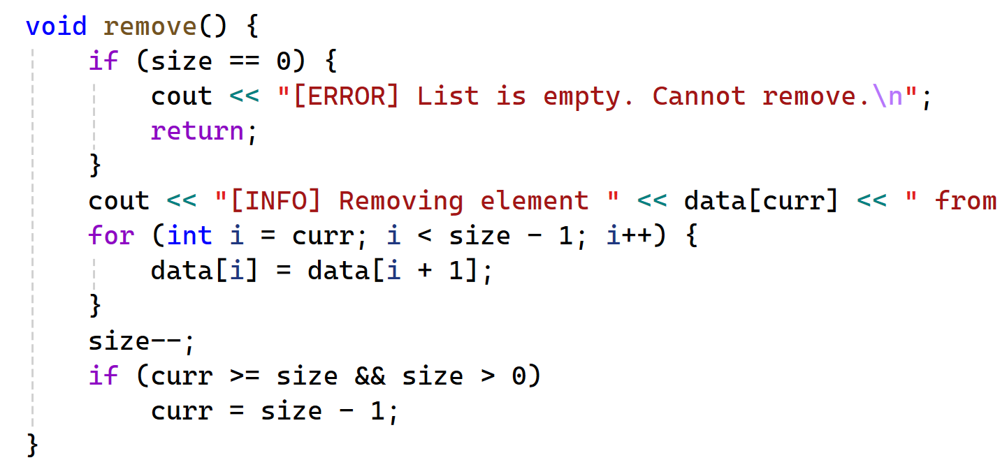 void remove() {
    if (size == 0) {
        cout << "[ERROR] List is empty. Cannot remove.\n";
        return;
    }
    cout << "[INFO] Removing element " << data[curr] << " from
    for (int i = curr; i < size - 1; i++) {
        data[i] = data[i + 1];
    }
    size--;
    if (curr >= size && size > 0)
        curr = size - 1;
}